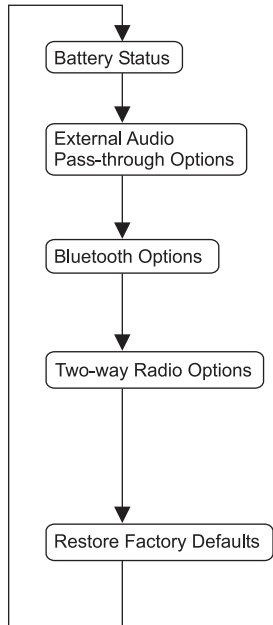 Battery Status
External Audio
Pass-through Options
Bluetooth Options
Two-way Radio Options
Restore Factory Defaults